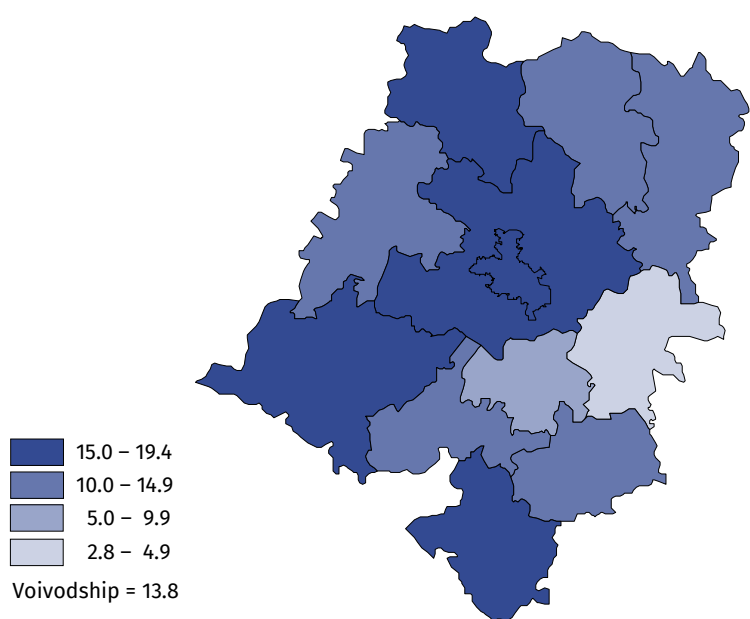 15.0 – 19.4
10.0 – 14.9
5.0 – 9.9
2.8 – 4.9
Voivodship = 13.8